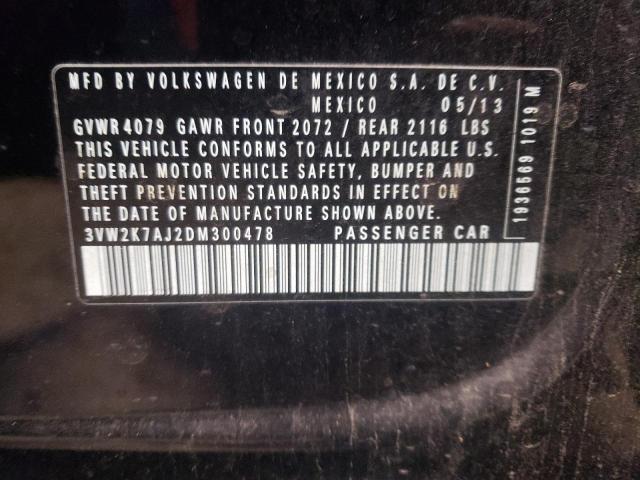 MFD BY VOLKSWAGEN DE MEXICO S.A. DE C.V.
MEXICO 05/13
GVWR 4079 GAWR FRONT 2072 / REAR 2116 LBS
THIS VEHICLE CONFORMS TO ALL APPLICABLE U.S.
FEDERAL MOTOR VEHICLE SAFETY, BUMPER AND
THEFT PREVENTION STANDARDS IN EFFECT ON
THE DATE OF MANUFACTURE SHOWN ABOVE.
3VW2K7AJ2DM300478 PASSENGER CAR
1936569 1019 M